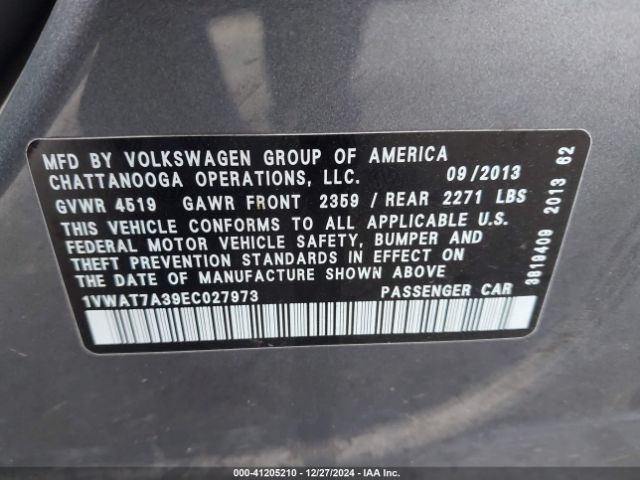 MFD BY VOLKSWAGEN GROUP OF AMERICA
CHATTANOOGA OPERATIONS, LLC. 09/2013
GVWR 4519 GAWR FRONT 2359 / REAR 2271 LBS
THIS VEHICLE CONFORMS TO ALL APPLICABLE U.S.
FEDERAL MOTOR VEHICLE SAFETY, BUMPER AND
THEFT PREVENTION STANDARDS IN EFFECT ON
THE DATE OF MANUFACTURE SHOWN ABOVE.
1VWAT7A39EC027973 PASSENGER CAR
3819409 2013 62
000-41205210 - 12/27/2024 - IAA Inc.